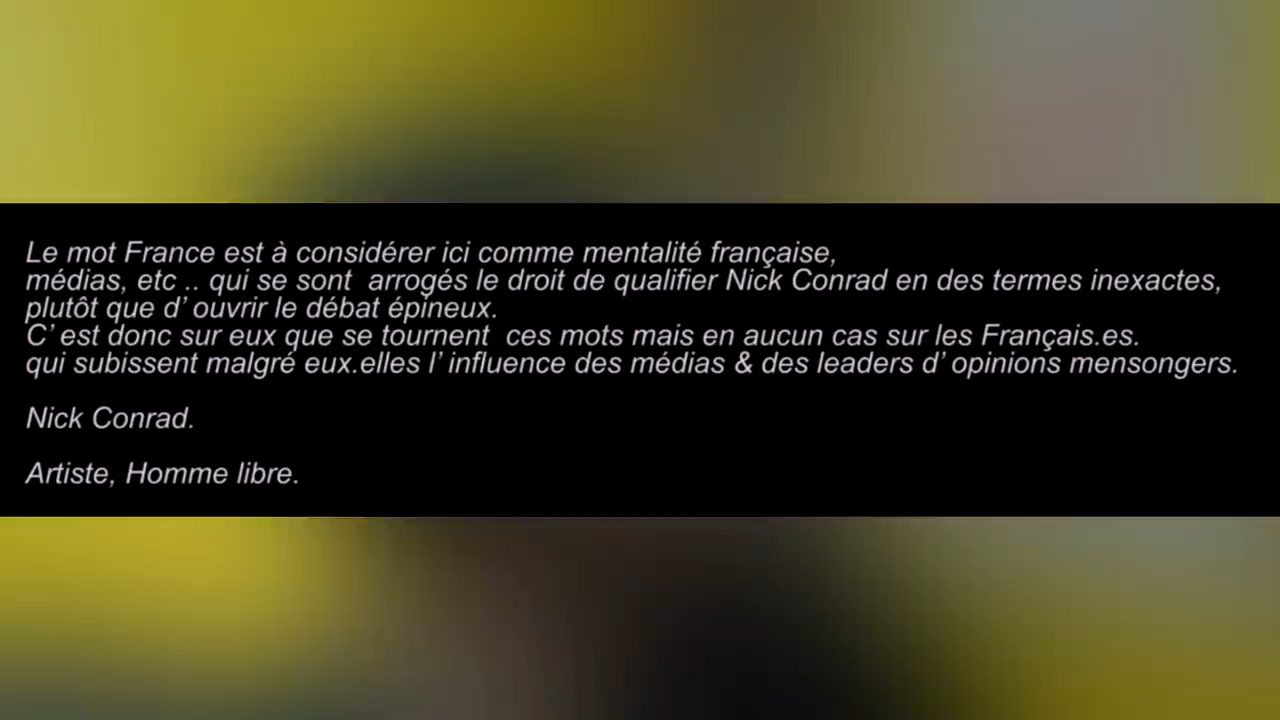 Le mot France est à considérer ici comme mentalité française,
médias, etc .. qui se sont  arrogés le droit de qualifier Nick Conrad en des termes inexactes,
plutôt que d’ ouvrir le débat épineux.
C’ est donc sur eux que se tournent  ces mots mais en aucun cas sur les Français.es.
qui subissent malgré eux.elles l’ influence des médias & des leaders d’ opinions mensongers.
Nick Conrad.
Artiste, Homme libre.